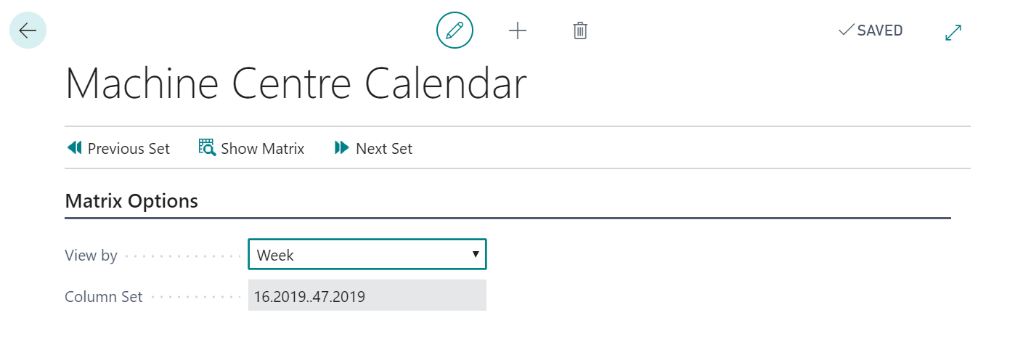 SAVED
Machine Centre Calendar
Previous Set Show Matrix Next Set
Matrix Options
View by Week
Column Set 16.2019..47.2019